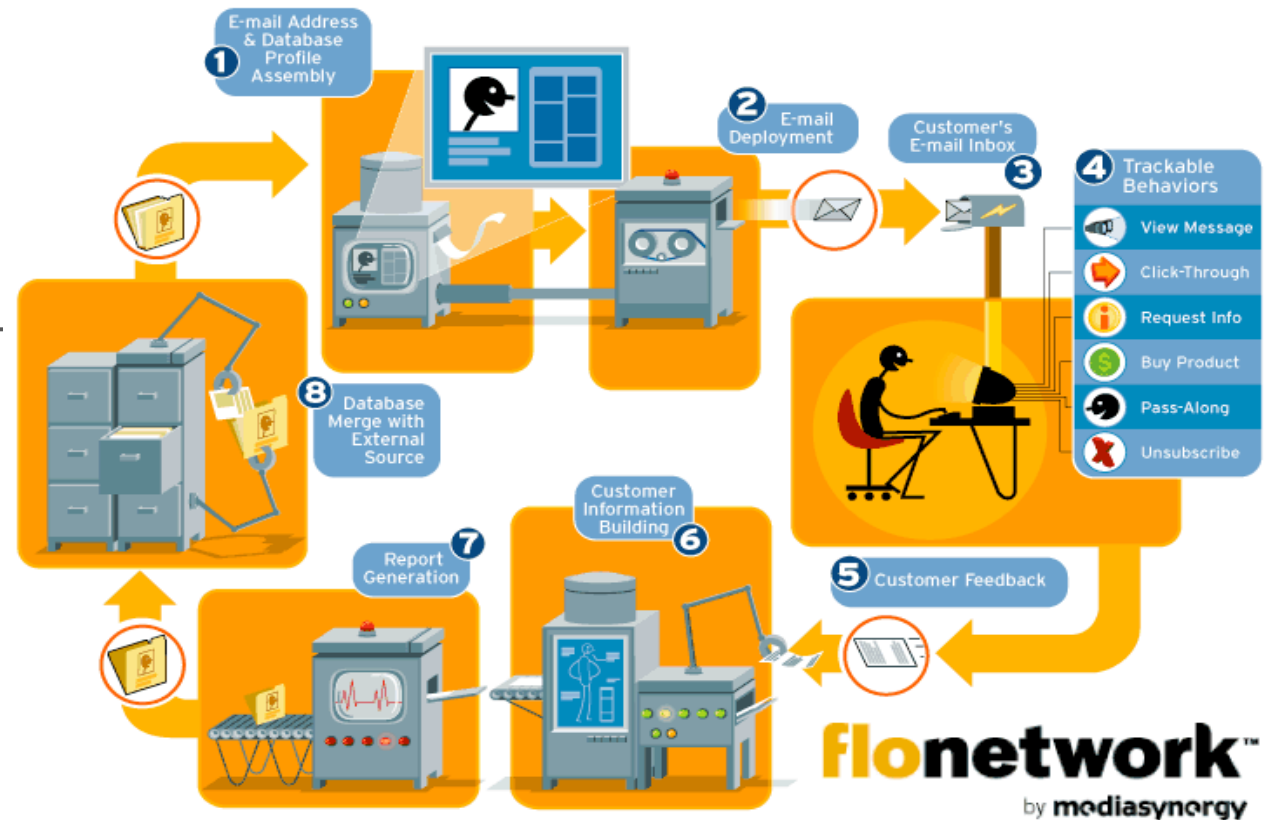 1
E-mail Address
& Database
Profile
Assembly
2
E-mail
Deployment
Customer's
E-mail Inbox
3
4
Trackable
Behaviors
View Message
Click-Through
Request Info
Buy Product
Pass-Along
Unsubscribe
5
Customer Feedback
Customer
Information
Building
6
7
Report
Generation
8
Database
Merge with
External
Source
flonetwork™
by mediasynergy